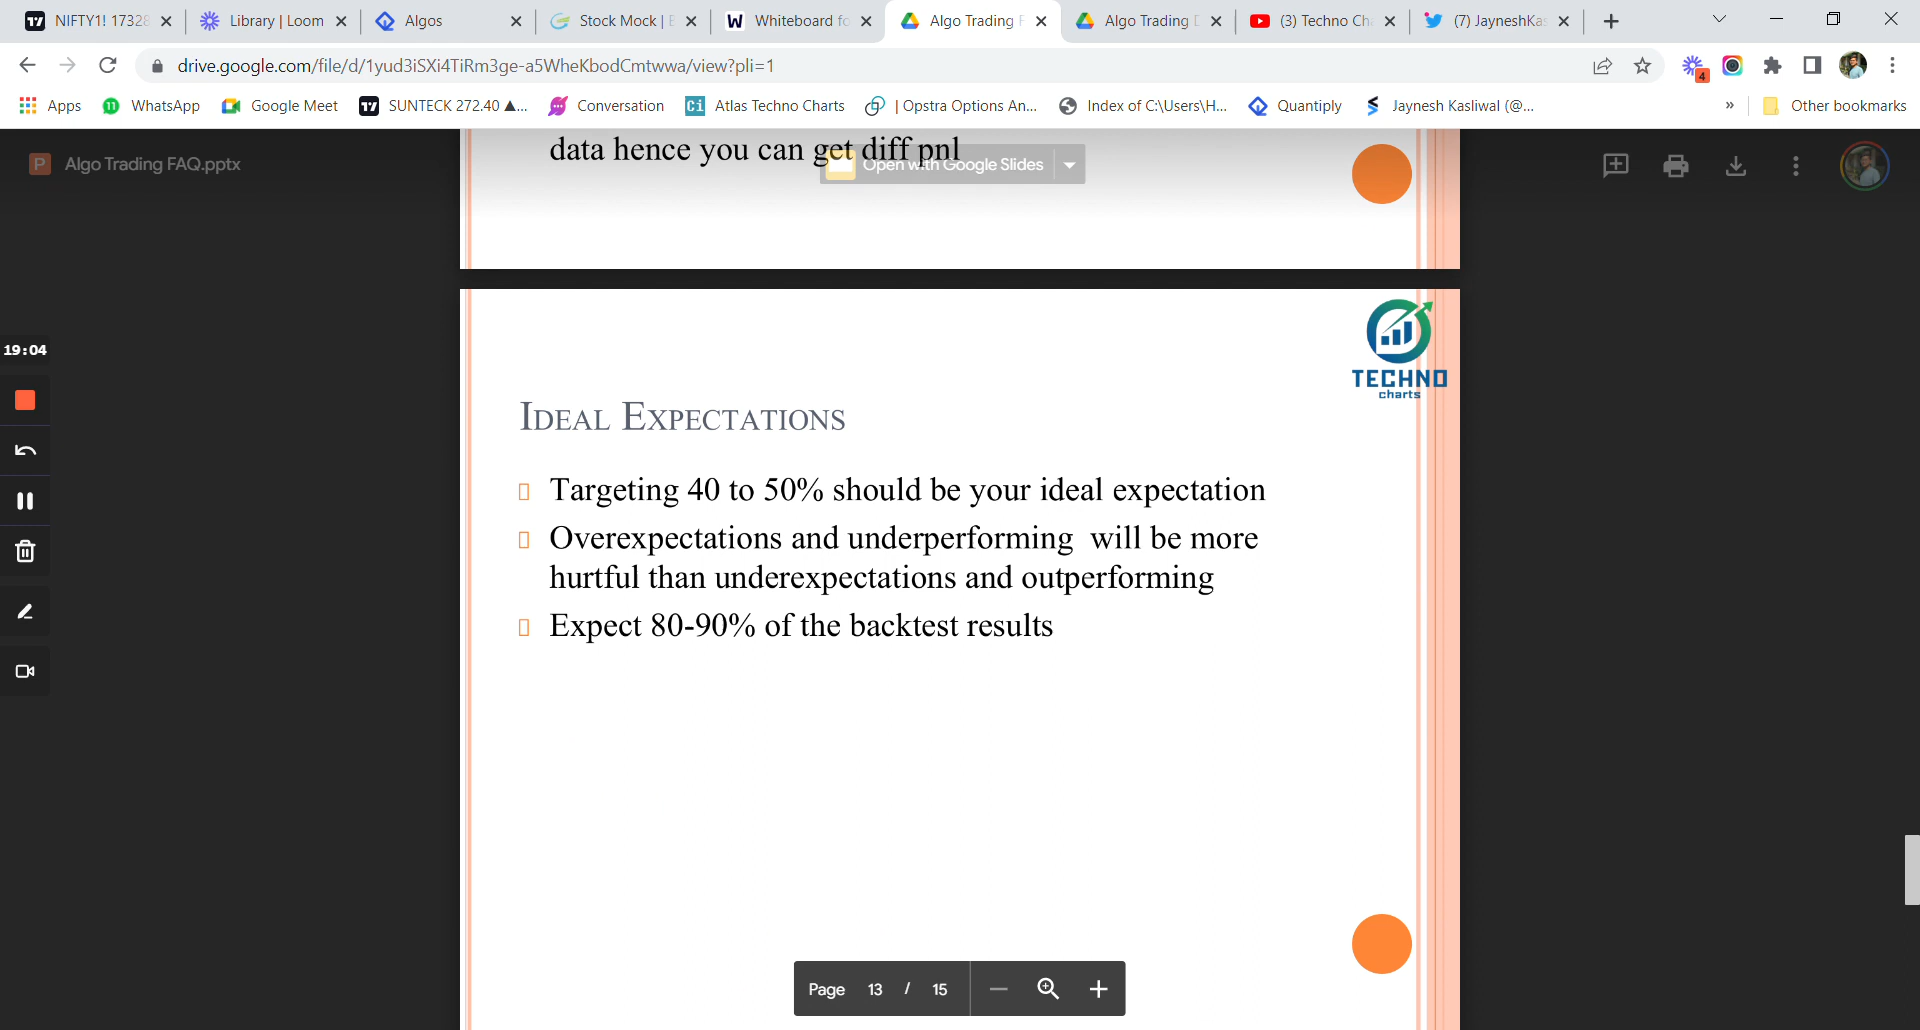 NIFTY1! 17328
Library | Loom
Algos
Stock Mock | B
Whiteboard fo
Algo Trading F
Algo Trading D
(3) Techno Ch
(7) JayneshKas
drive.google.com/file/d/1yud3iSXi4TiRm3ge-a5WheKbodCmtwwa/view?pli=1
4
Apps
WhatsApp
Google Meet
SUNTECK 272.40 ▲...
Conversation
Atlas Techno Charts
| Opstra Options An...
Index of C:\Users\H...
Quantiply
Jaynesh Kasliwal (@...
»
Other bookmarks
Algo Trading FAQ.pptx
data hence you can get diff pnl
Open with Google Slides
TECHNO
charts
19:04
IDEAL EXPECTATIONS
Targeting 40 to 50% should be your ideal expectation
Overexpectations and underperforming will be more
hurtful than underexpectations and outperforming
Expect 80-90% of the backtest results
Page 13 / 15